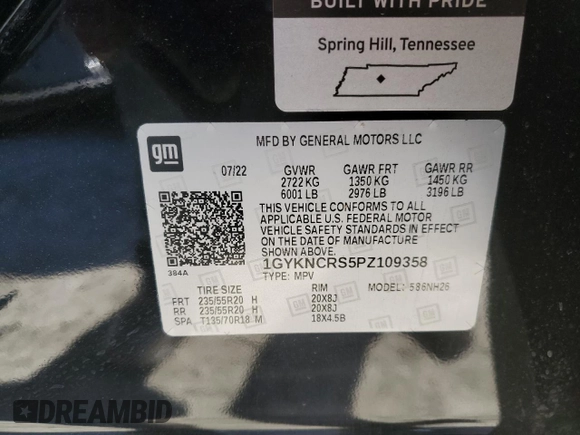 BUILT WITH PRIDE
Spring Hill, Tennessee
gm
MFD BY GENERAL MOTORS LLC
07/22 GVWR GAWR FRT GAWR RR
2722 KG 1350 KG 1450 KG
6001 LB 2976 LB 3196 LB
THIS VEHICLE CONFORMS TO ALL
APPLICABLE U.S. FEDERAL MOTOR
VEHICLE SAFETY STANDARDS IN EFFECT
ON THE DATE OF MANUFACTURE
SHOWN ABOVE.
384A
1GYKNCRS5PZ109358
TYPE: MPV
TIRE SIZE RIM MODEL: 586NH26
FRT 235/55R20 H 20X8J
RR 235/55R20 H 20X8J
SPA T135/70R18 M 18X4.5B
DREAMBID